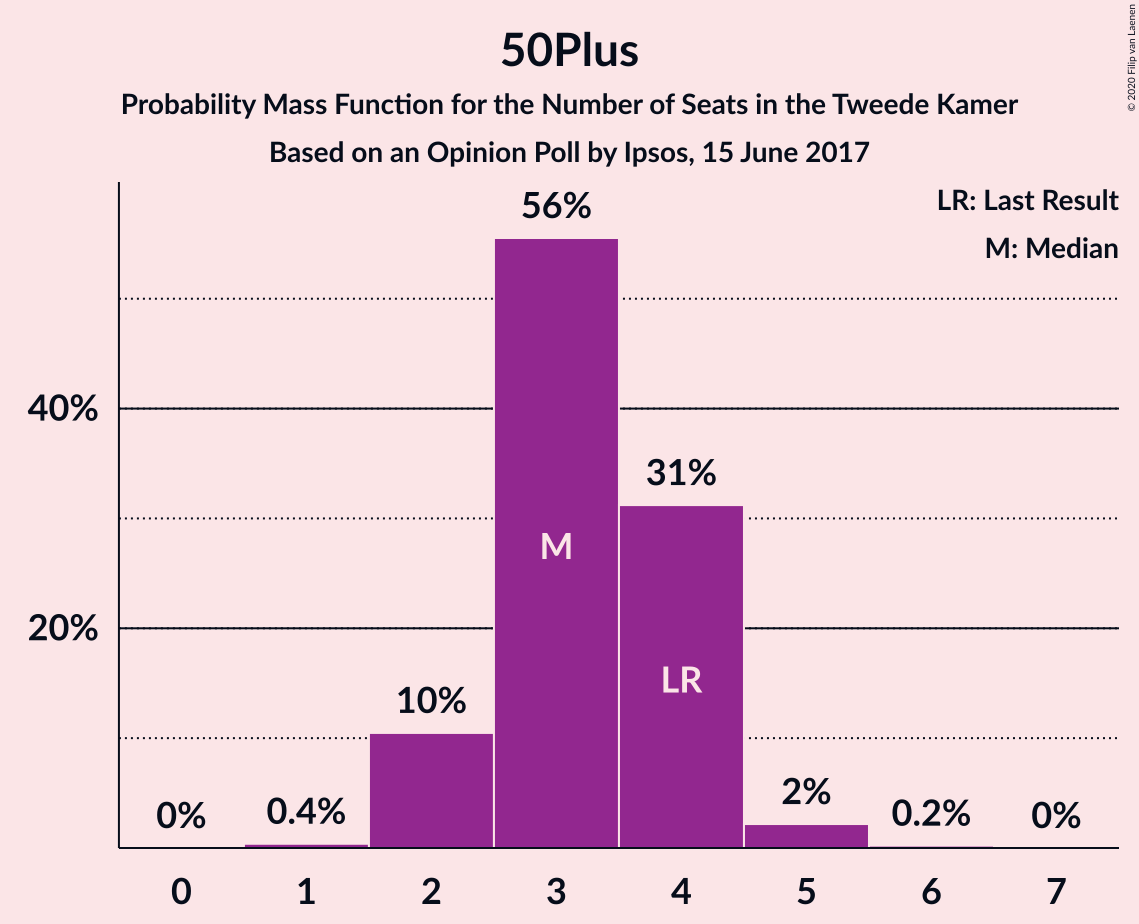 50Plus
Probability Mass Function for the Number of Seats in the Tweede Kamer
Based on an Opinion Poll by Ipsos, 15 June 2017
© 2020 Filip van Laenen
LR: Last Result
M: Median
56%
40%
31%
M
20%
LR
10%
2%
0%
0.4%
0.2%
0%
0 1 2 3 4 5 6 7